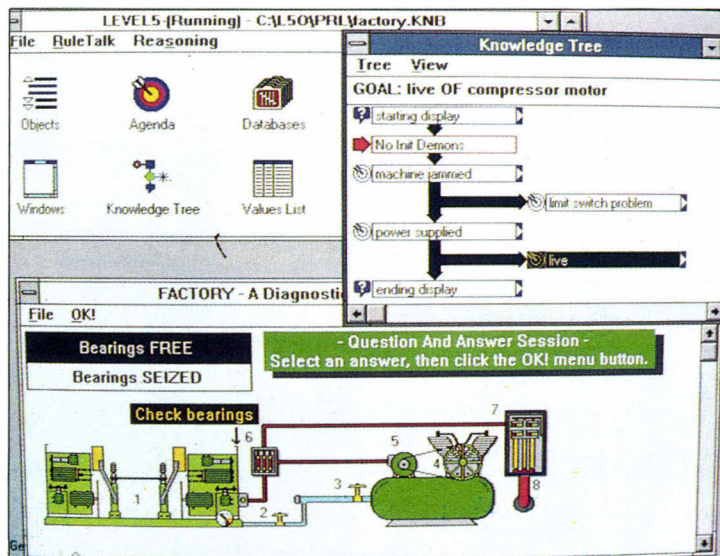 LEVEL5-(Running) - C:\L5O\PRL\factory.KNB
File RuleTalk Reasoning
Objects
Agenda
Databases
Windows
Knowledge Tree
Values List
Knowledge Tree
Tree View
GOAL: live OF compressor motor
starting display
No Init Demons
machine jammed
limit switch problem
power supplied
live
ending display
FACTORY - A Diagnostic
File OK!
Bearings FREE
Bearings SEIZED
- Question And Answer Session -
Select an answer, then click the OK! menu button.
Check bearings
1
2
3
4
5
6
7
8